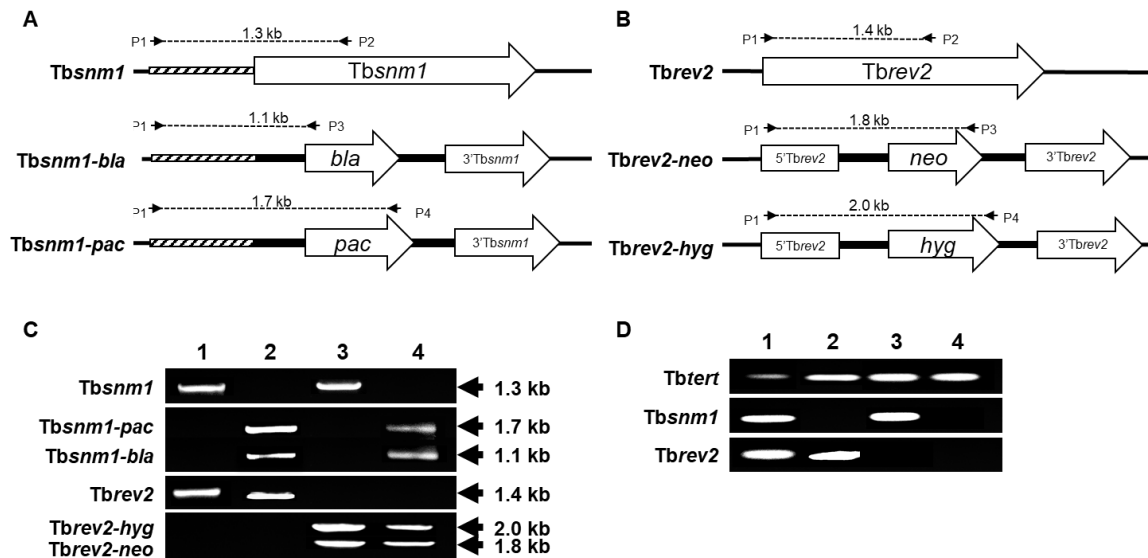 A
P1 1.3 kb P2
Tbsnm1 Tbsnm1
P1 1.1 kb P3
Tbsnm1-bla bla 3'Tbsnm1
P1 1.7 kb P4
Tbsnm1-pac pac 3'Tbsnm1
B
P1 1.4 kb P2
Tbrev2 Tbrev2
P1 1.8 kb P3
Tbrev2-neo 5'Tbrev2 neo 3'Tbrev2
P1 2.0 kb P4
Tbrev2-hyg 5'Tbrev2 hyg 3'Tbrev2
C
1 2 3 4
Tbsnm1 1.3 kb
Tbsnm1-pac 1.7 kb
Tbsnm1-bla 1.1 kb
Tbrev2 1.4 kb
Tbrev2-hyg 2.0 kb
Tbrev2-neo 1.8 kb
D
1 2 3 4
Tbtert
Tbsnm1
Tbrev2